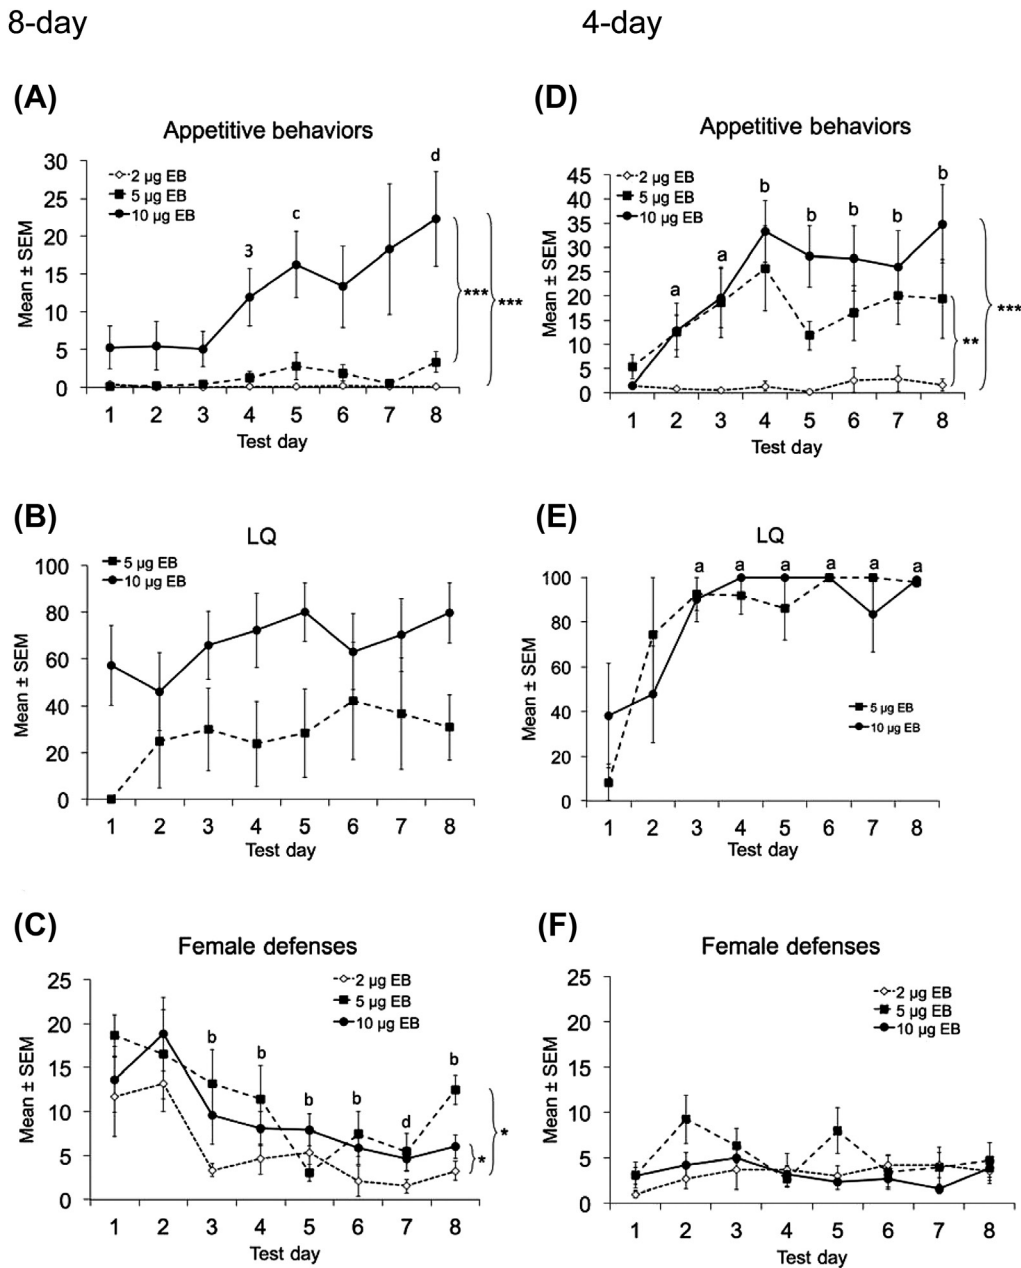 8-day
4-day
(A)
Appetitive behaviors
2 µg EB
5 µg EB
10 µg EB
Mean ± SEM
30
25
20
15
10
5
0
3
c
d
***
***
1 2 3 4 5 6 7 8
Test day
(D)
Appetitive behaviors
2 µg EB
5 µg EB
10 µg EB
Mean ± SEM
45
40
35
30
25
20
15
10
5
0
a
a
b
b
b
b
b
**
***
1 2 3 4 5 6 7 8
Test day
(B)
LQ
5 µg EB
10 µg EB
Mean ± SEM
100
80
60
40
20
0
1 2 3 4 5 6 7 8
Test day
(E)
LQ
5 µg EB
10 µg EB
Mean ± SEM
100
80
60
40
20
0
a a a a a a
1 2 3 4 5 6 7 8
Test day
(C)
Female defenses
2 µg EB
5 µg EB
10 µg EB
Mean ± SEM
25
20
15
10
5
0
b
b
b
b
d
b
*
*
1 2 3 4 5 6 7 8
Test day
(F)
Female defenses
2 µg EB
5 µg EB
10 µg EB
Mean ± SEM
25
20
15
10
5
0
1 2 3 4 5 6 7 8
Test day